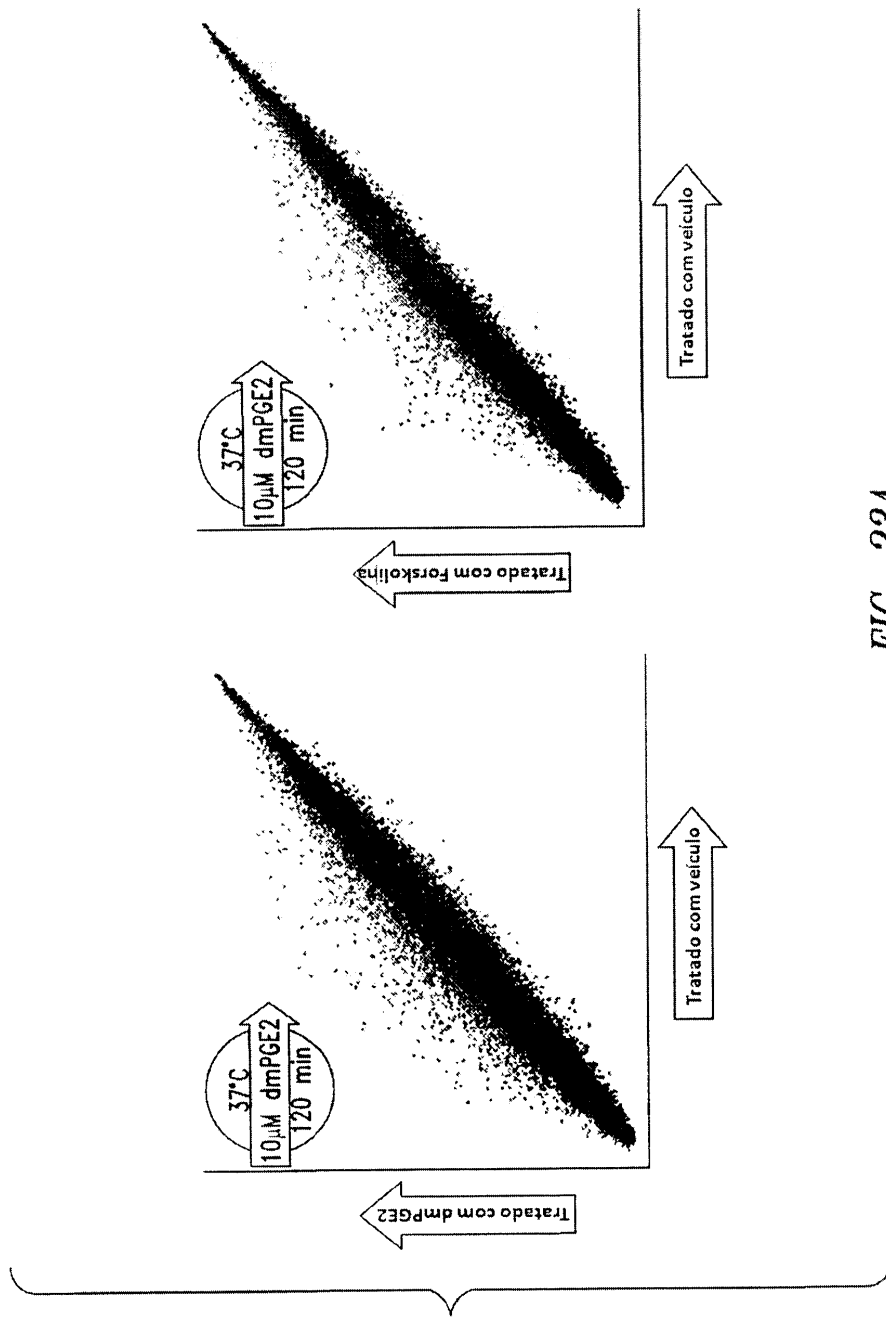 37°C
10µM dmPGE2
120 min
Tratado com dmPGE2
Tratado com veículo
37°C
10µM dmPGE2
120 min
Tratado com Forskolina
Tratado com veículo
FIG.